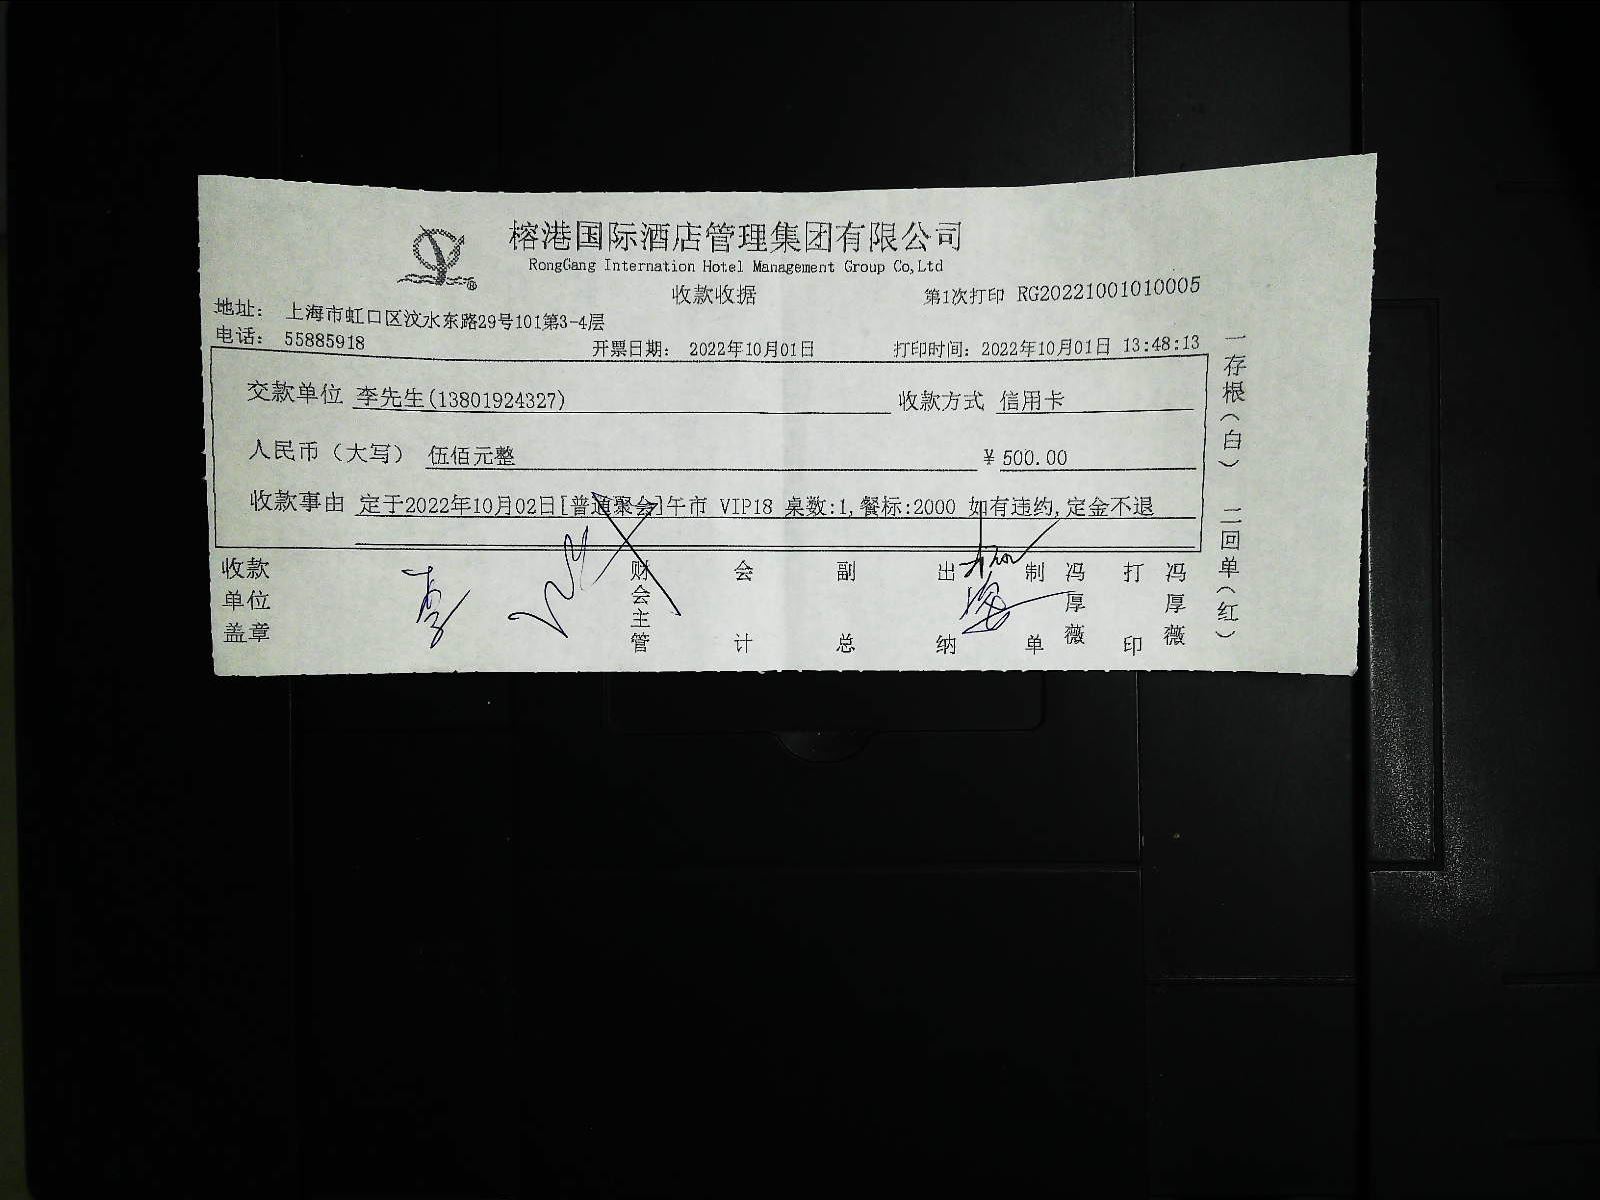 榕港国际酒店管理集团有限公司
RongGang Internation Hotel Management Group Co,Ltd
收款收据
第1次打印 RG20221001010005
地址： 上海市虹口区汶水东路29号101第3-4层
电话： 55885918
开票日期： 2022年10月01日
打印时间：2022年10月01日 13:48:13
交款单位 李先生(13801924327)
收款方式 信用卡
人民币（大写） 伍佰元整
¥ 500.00
收款事由 定于2022年10月02日[普通聚会]午市 VIP18 桌数:1,餐标:2000 如有违约,定金不退
收款单位盖章
李
财会主管
会计
副总
出纳
制单
冯厚薇
打印
冯厚薇
一存根（白） 二回单（红）